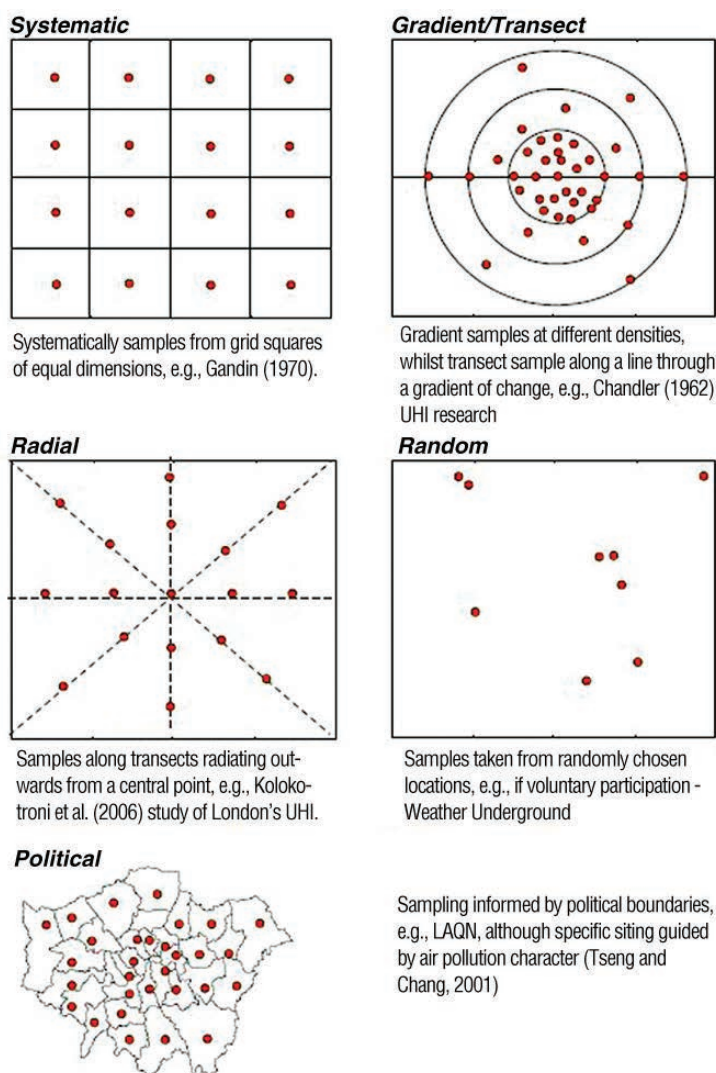 Systematic
Systematically samples from grid squares
of equal dimensions, e.g., Gandin (1970).
Gradient/Transect
Gradient samples at different densities,
whilst transect sample along a line through
a gradient of change, e.g., Chandler (1962)
UHI research
Radial
Samples along transects radiating out-
wards from a central point, e.g., Koloko-
troni et al. (2006) study of London's UHI.
Random
Samples taken from randomly chosen
locations, e.g., if voluntary participation -
Weather Underground
Political
Sampling informed by political boundaries,
e.g., LAQN, although specific siting guided
by air pollution character (Tseng and
Chang, 2001)